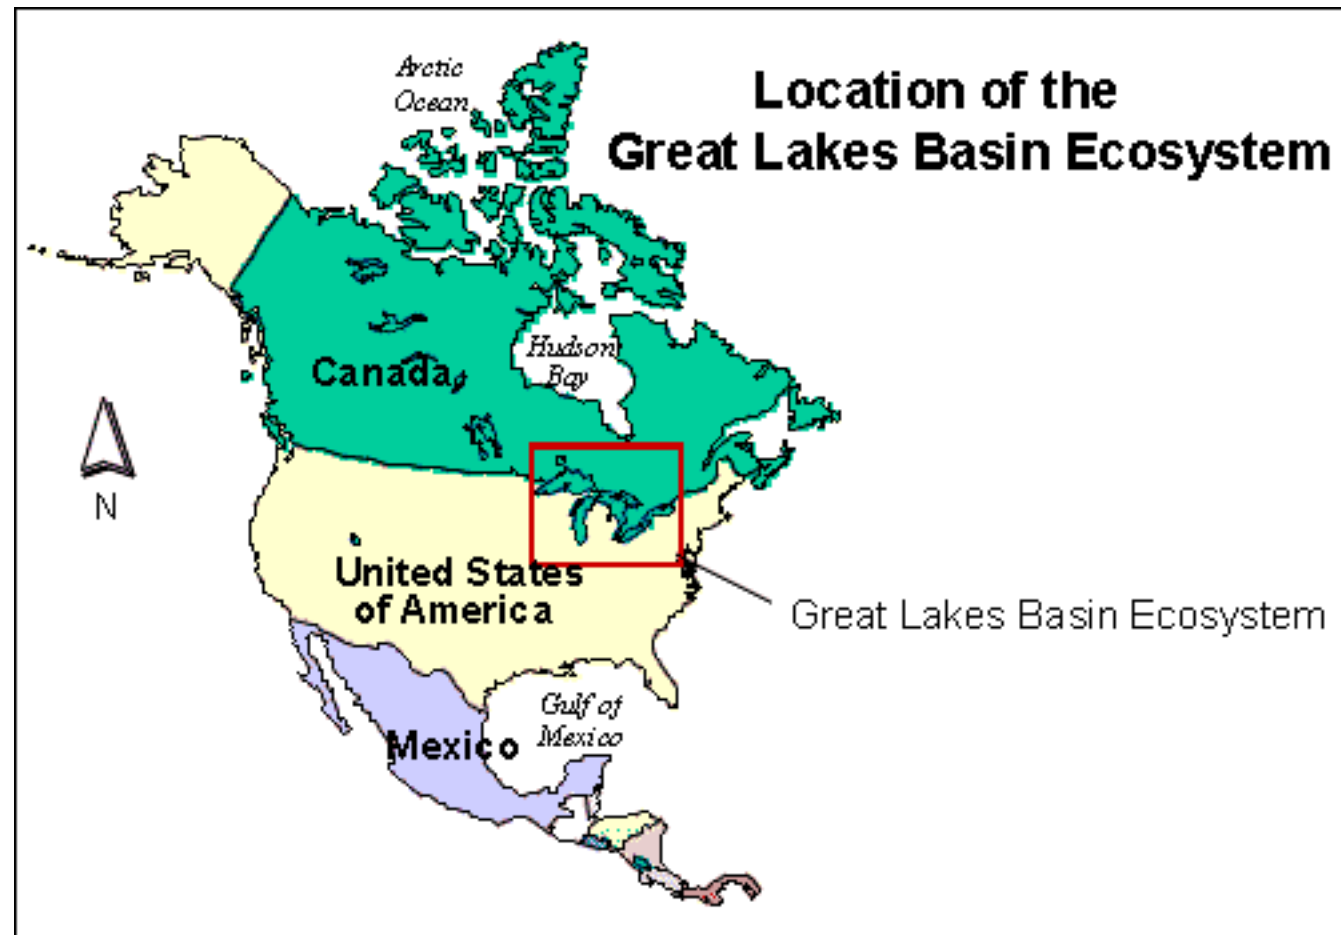 Location of the
Great Lakes Basin Ecosystem
Arctic
Ocean
Hudson
Bay
Canada
N
United States
of America
Great Lakes Basin Ecosystem
Gulf of
Mexico
Mexico